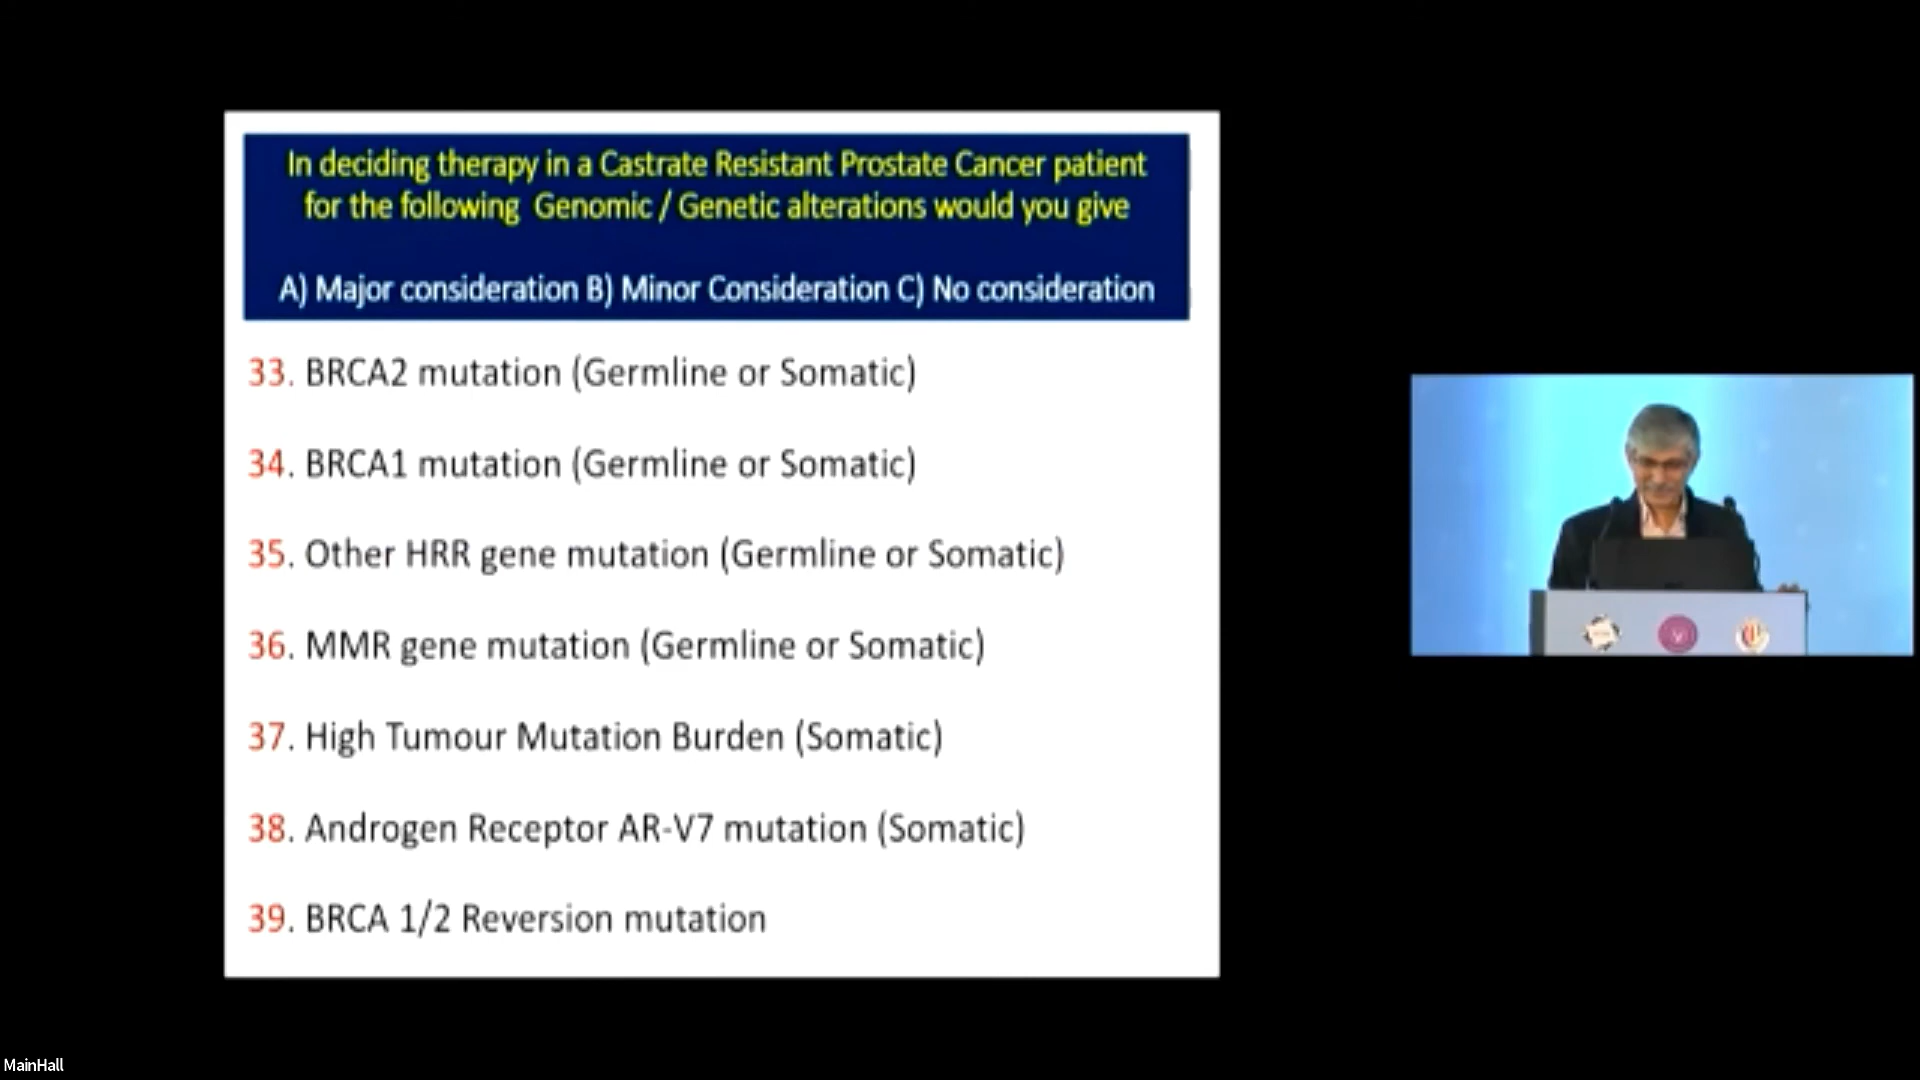 In deciding therapy in a Castrate Resistant Prostate Cancer patient
for the following Genomic / Genetic alterations would you give
A) Major consideration B) Minor Consideration C) No consideration
33. BRCA2 mutation (Germline or Somatic)
34. BRCA1 mutation (Germline or Somatic)
35. Other HRR gene mutation (Germline or Somatic)
36. MMR gene mutation (Germline or Somatic)
37. High Tumour Mutation Burden (Somatic)
38. Androgen Receptor AR-V7 mutation (Somatic)
39. BRCA 1/2 Reversion mutation
MainHall